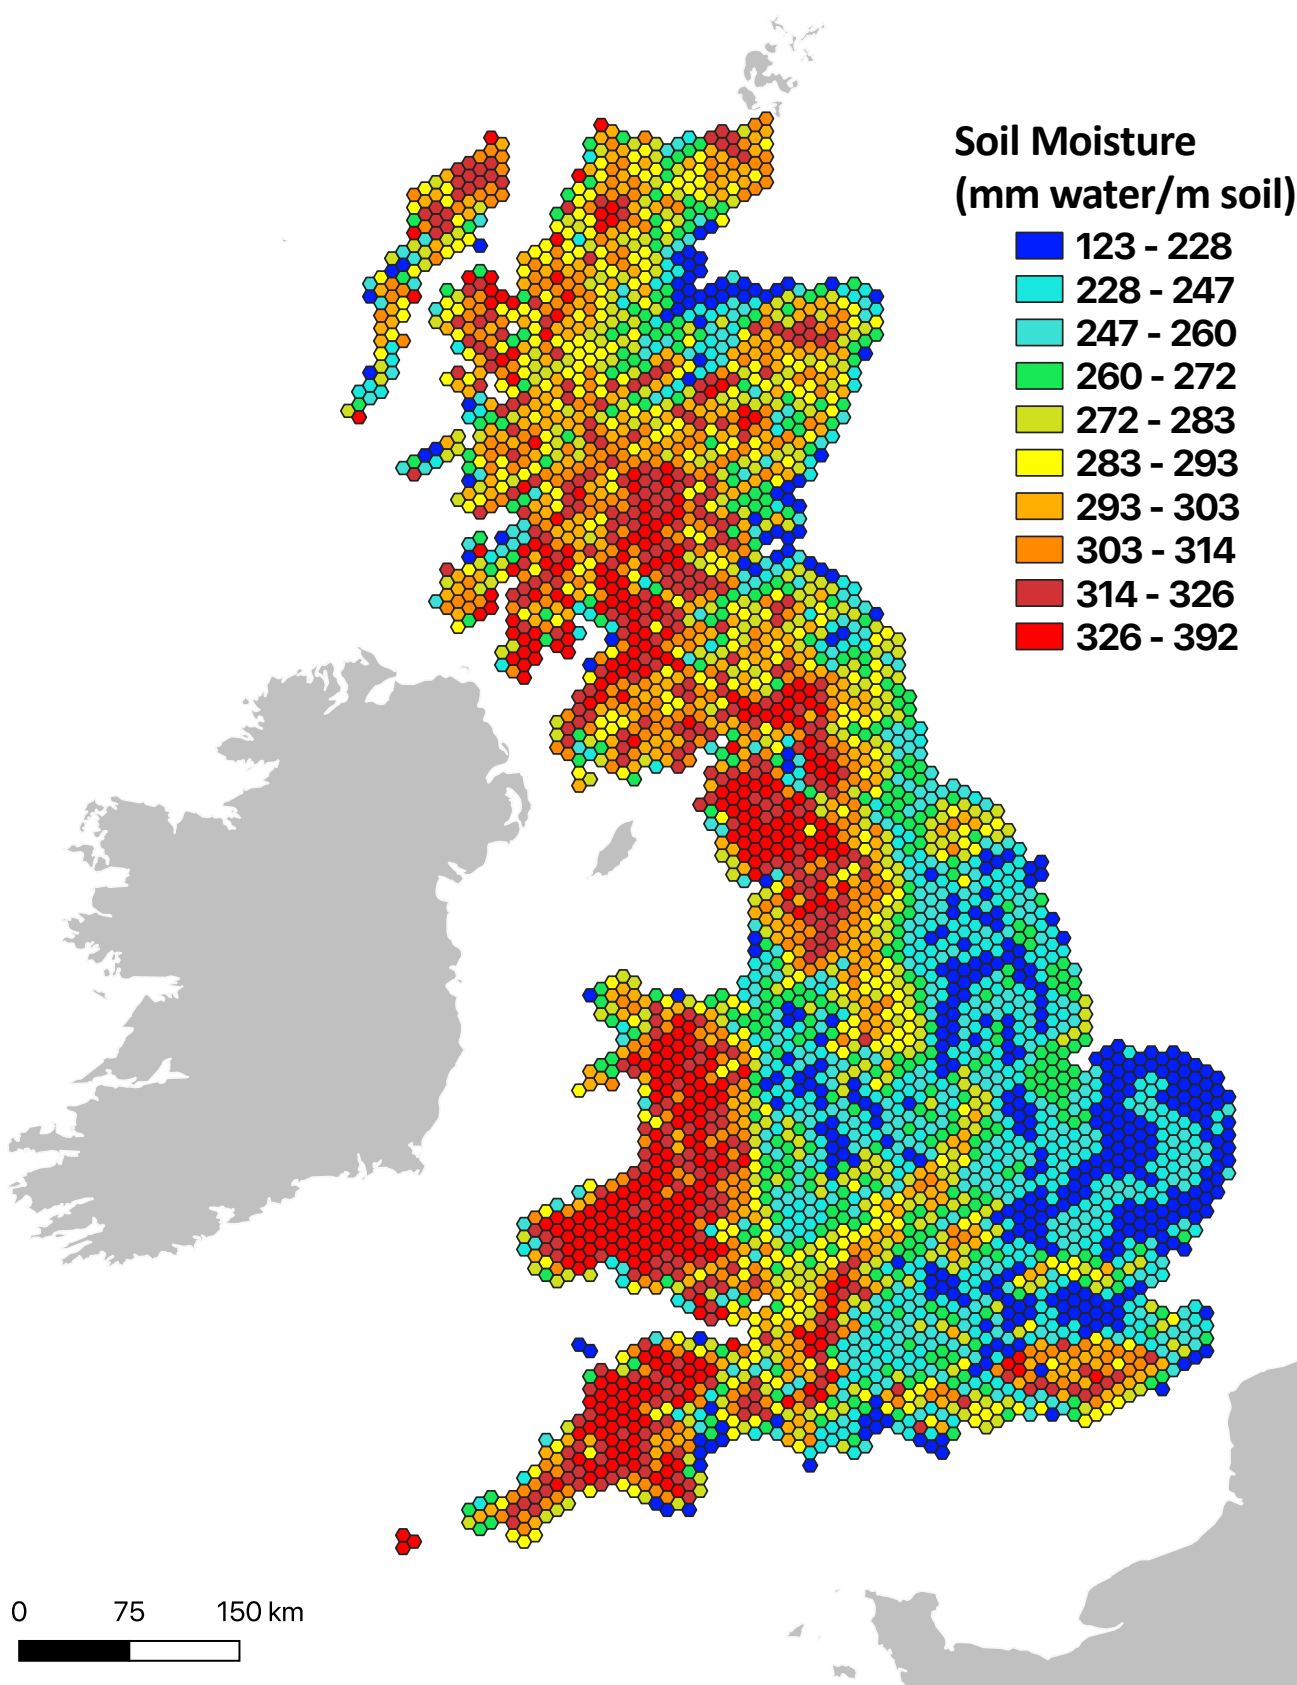 Soil Moisture
(mm water/m soil)
123 - 228
228 - 247
247 - 260
260 - 272
272 - 283
283 - 293
293 - 303
303 - 314
314 - 326
326 - 392
0 75 150 km